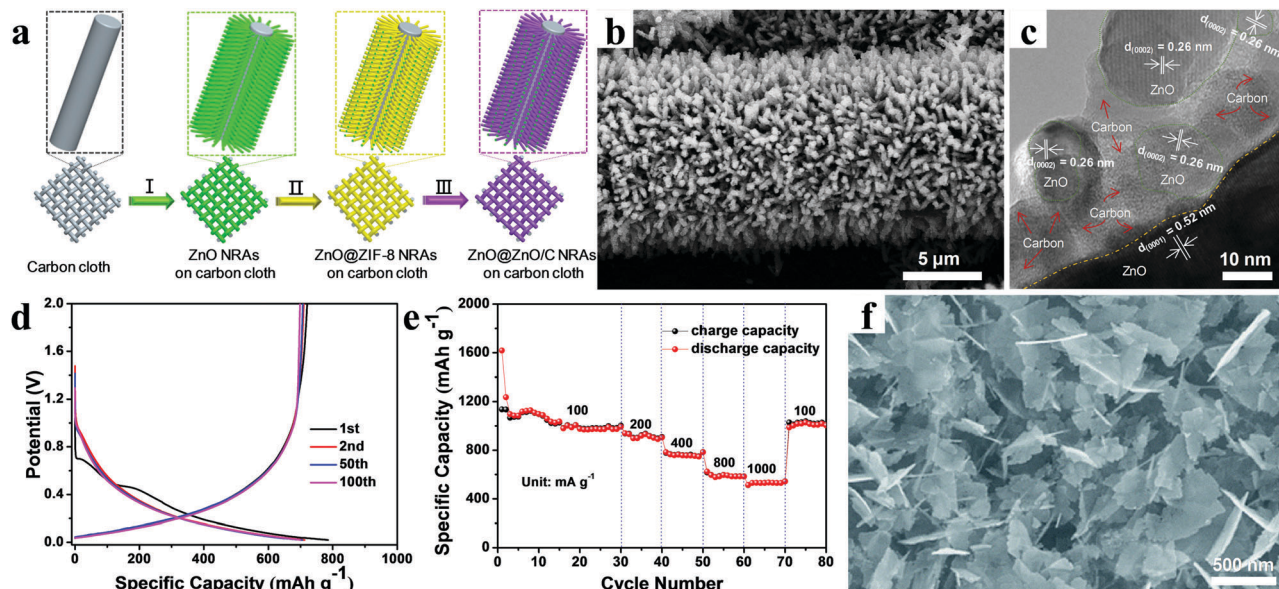 a
I
II
III
Carbon cloth
ZnO NRAs
on carbon cloth
ZnO@ZIF-8 NRAs
on carbon cloth
ZnO@ZnO/C NRAs
on carbon cloth
b
5 µm
c
d(0002) = 0.26 nm
d(0002) = 0.26 nm
ZnO
Carbon
Carbon
d(0002) = 0.26 nm
ZnO
d(0002) = 0.26 nm
ZnO
Carbon
Carbon
d(0001) = 0.52 nm
ZnO
10 nm
d
Potential (V)
2.0
1.6
1.2
0.8
0.4
0.0
1st
2nd
50th
100th
0 200 400 600 800 1000
Specific Capacity (mAh g-1)
e
Specific Capacity (mAh g-1)
2000
1600
1200
800
400
0
charge capacity
discharge capacity
100
200
400
800
1000
100
Unit: mA g-1
0 10 20 30 40 50 60 70 80
Cycle Number
f
500 nm